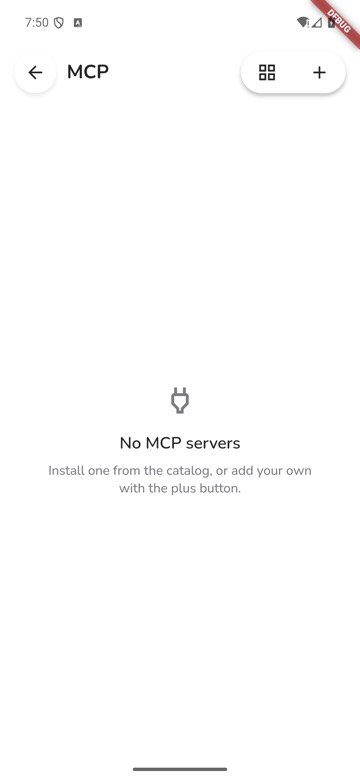 7:50
DEBUG
MCP
No MCP servers
Install one from the catalog, or add your own
with the plus button.